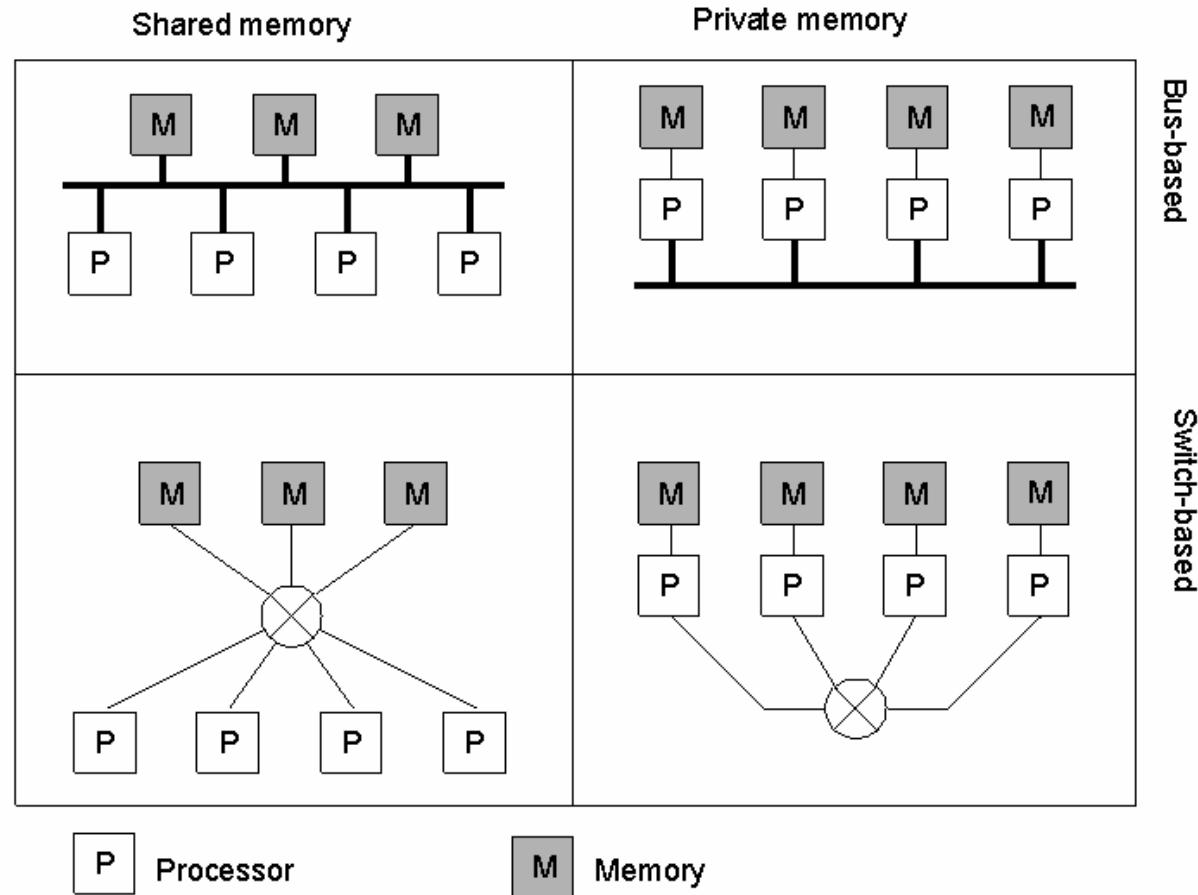 Shared memory
Private memory
M M M
P P P P
M M M M
P P P P
Bus-based
M M M
P P P P
M M M M
P P P P
Switch-based
P Processor
M Memory